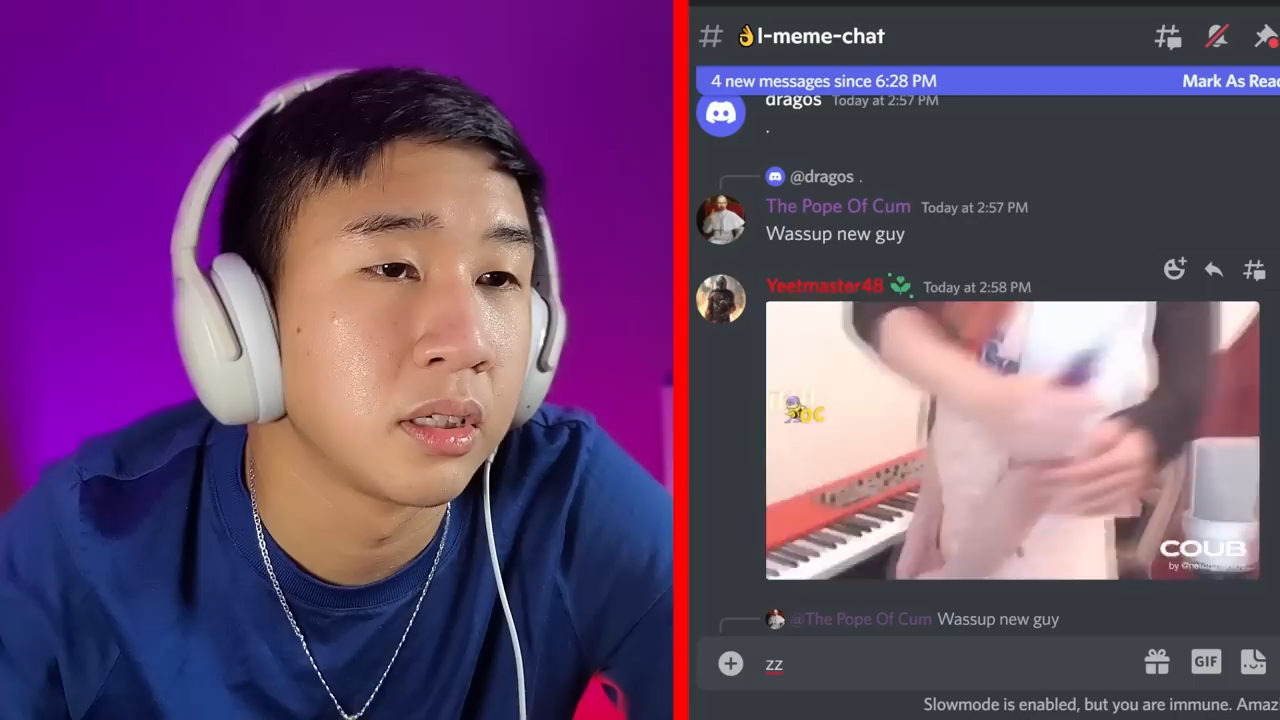 👌I-meme-chat
4 new messages since 6:28 PM Mark As Read
dragos Today at 2:57 PM
.
@dragos .
The Pope Of Cum Today at 2:57 PM
Wassup new guy
Yeetmaster48 Today at 2:58 PM
COUB
@The Pope Of Cum Wassup new guy
zz
GIF
Slowmode is enabled, but you are immune. Amaz